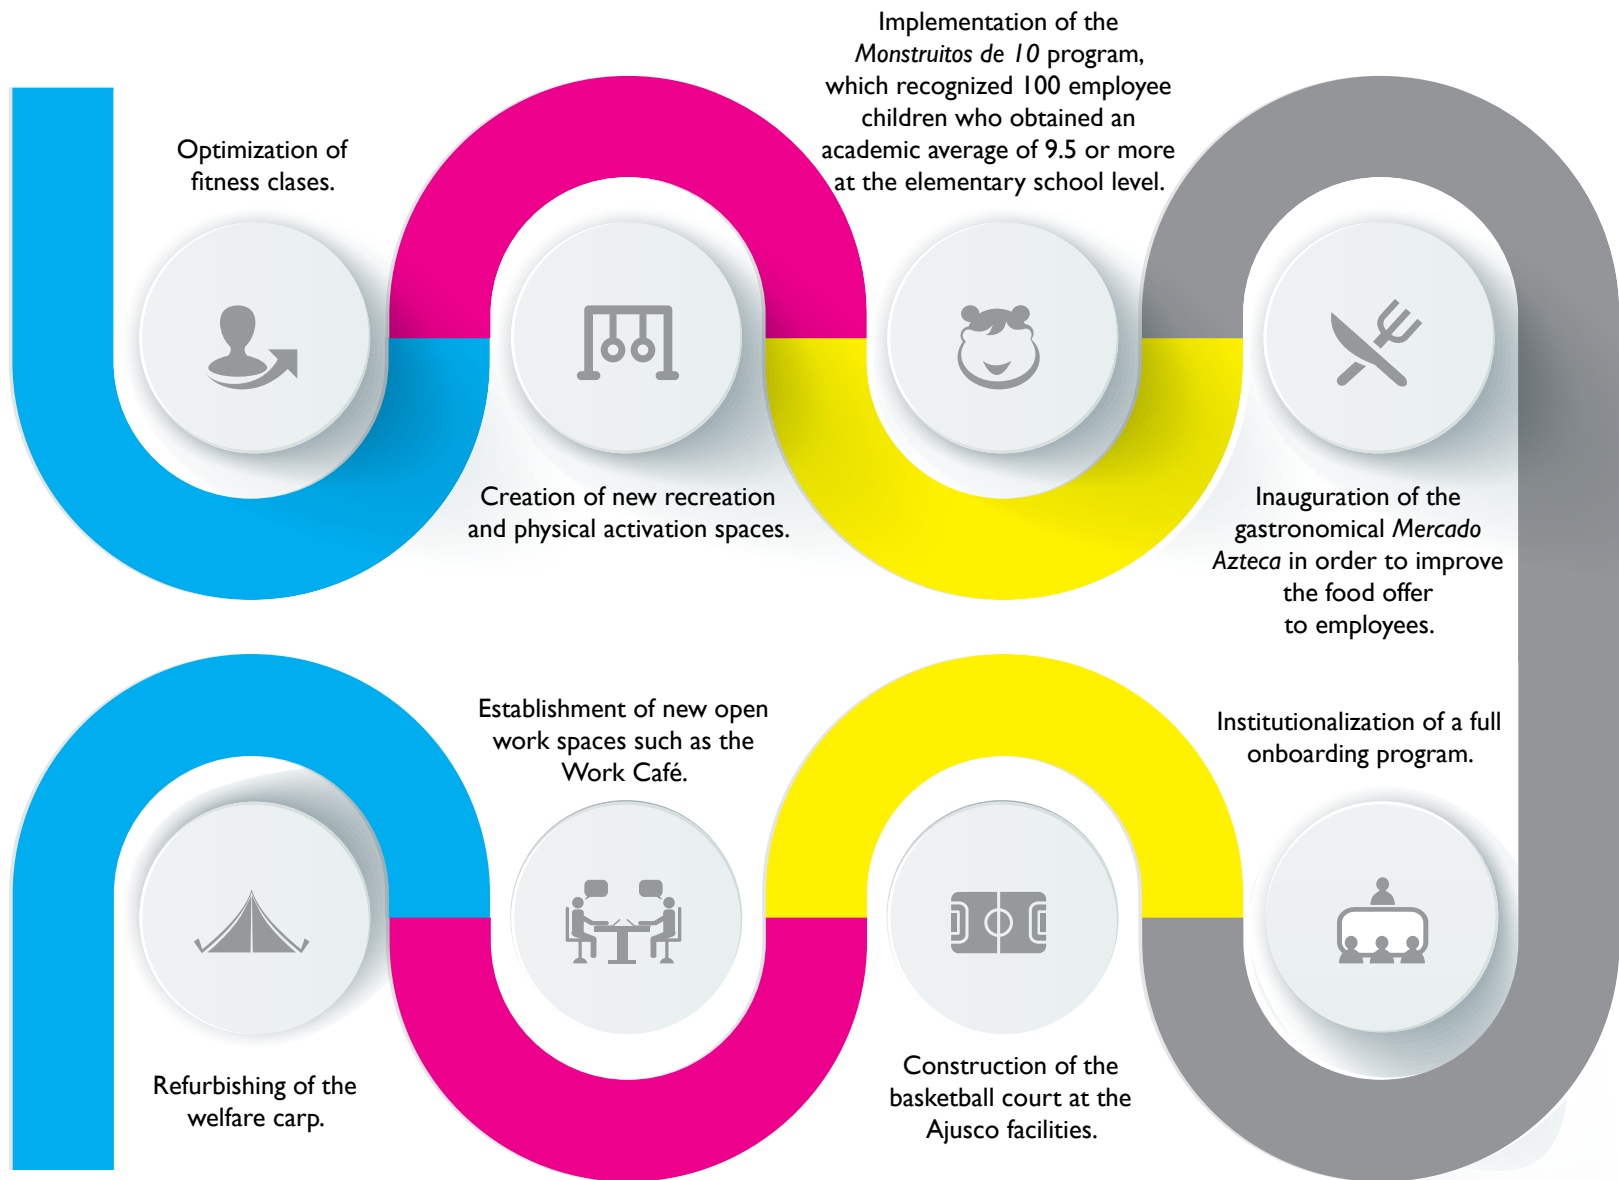 Optimization of
fitness clases.
Creation of new recreation
and physical activation spaces.
Implementation of the
Monstruitos de 10 program,
which recognized 100 employee
children who obtained an
academic average of 9.5 or more
at the elementary school level.
Inauguration of the
gastronomical Mercado
Azteca in order to improve
the food offer
to employees.
Institutionalization of a full
onboarding program.
Construction of the
basketball court at the
Ajusco facilities.
Establishment of new open
work spaces such as the
Work Café.
Refurbishing of the
welfare carp.